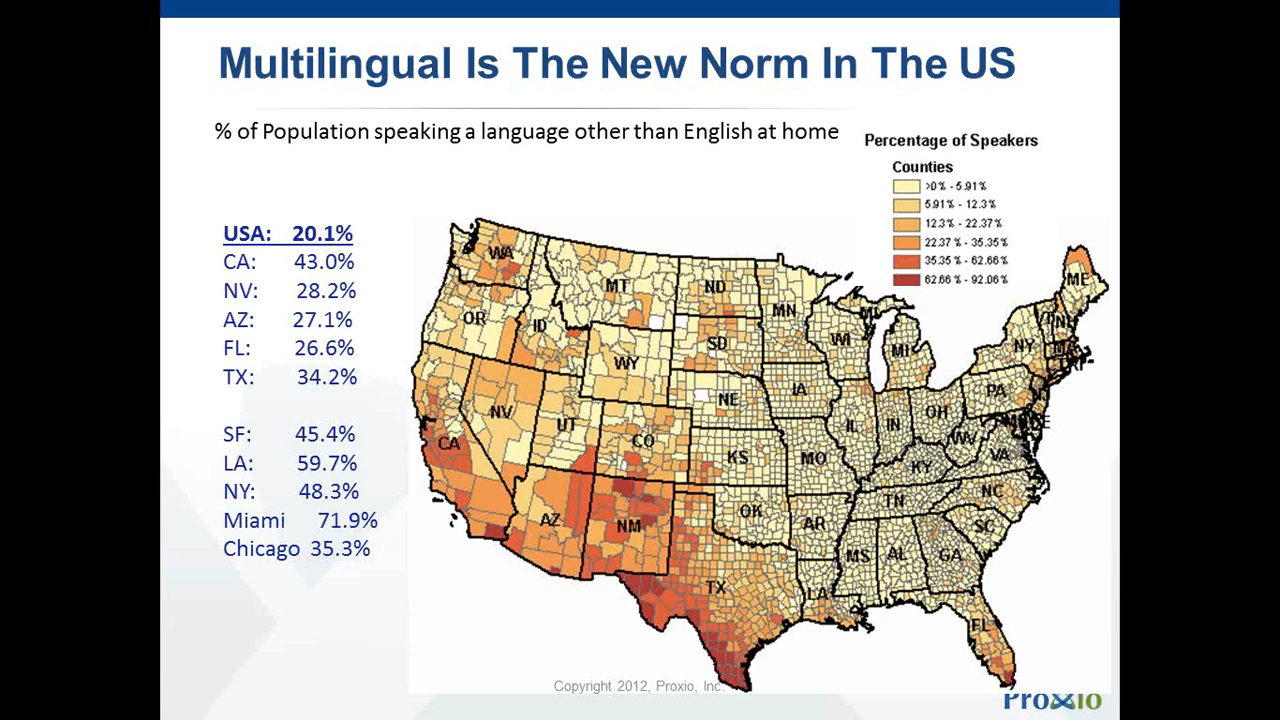 Multilingual Is The New Norm In The US
% of Population speaking a language other than English at home
Percentage of Speakers
Counties
>0% - 5.91%
5.91% - 12.3%
12.3% - 22.37%
22.37% - 35.35%
35.35% - 62.66%
62.66% - 92.06%
USA: 20.1%
CA: 43.0%
NV: 28.2%
AZ: 27.1%
FL: 26.6%
TX: 34.2%
SF: 45.4%
LA: 59.7%
NY: 48.3%
Miami 71.9%
Chicago 35.3%
WA
MT
ND
MN
ME
OR
ID
SD
WI
MI
NY
WY
IA
PA
NV
NE
UT
CO
IL
IN
OH
CA
KS
MO
WV
VA
KY
AZ
NM
OK
AR
TN
NC
SC
MS
AL
GA
TX
LA
FL
Copyright 2012, Proxio, Inc.
Proxio